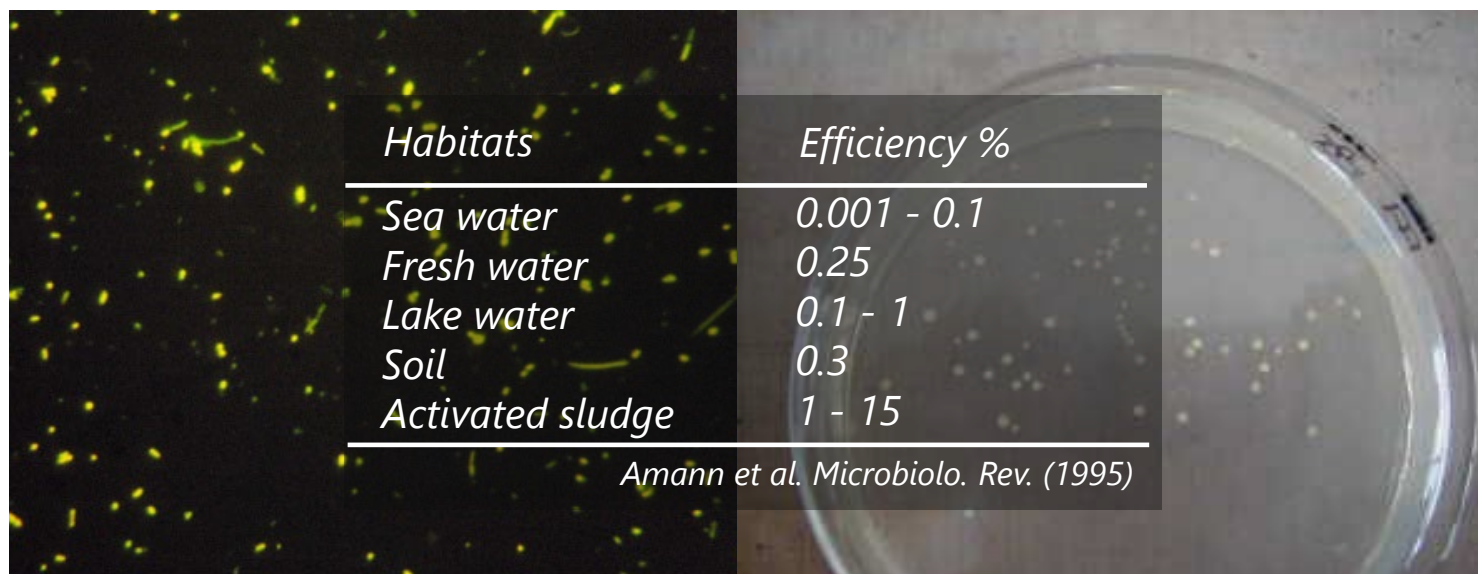 Habitats Efficiency %
Sea water 0.001 - 0.1
Fresh water 0.25
Lake water 0.1 - 1
Soil 0.3
Activated sludge 1 - 15
Amann et al. Microbiolo. Rev. (1995)